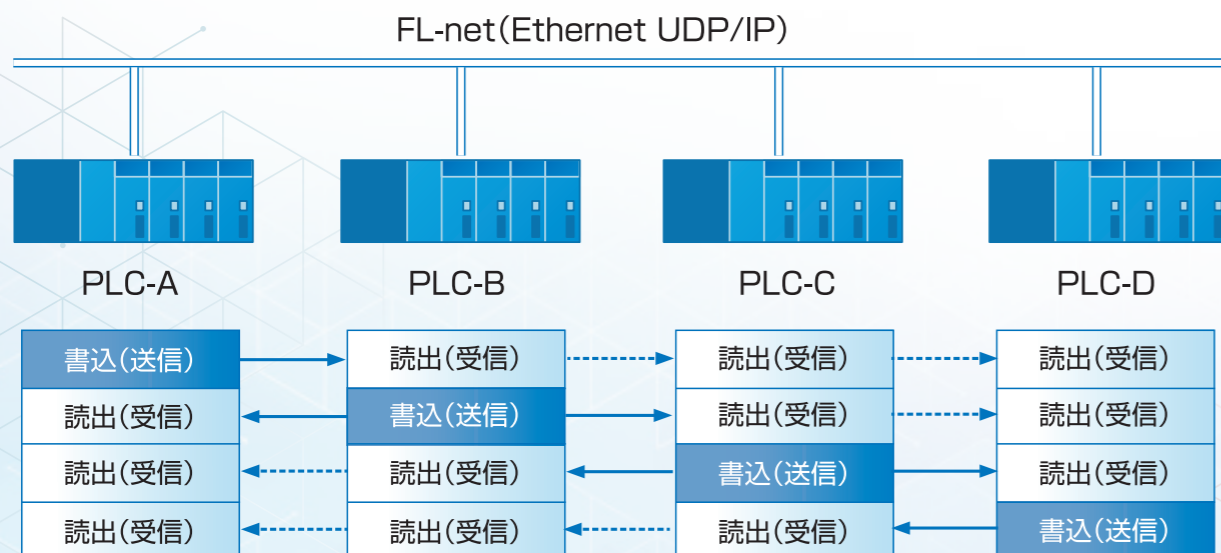 FL-net（Ethernet UDP/IP）
PLC-A PLC-B PLC-C PLC-D
書込（送信） 読出（受信） 読出（受信） 読出（受信）
読出（受信） 書込（送信） 読出（受信） 読出（受信）
読出（受信） 読出（受信） 書込（送信） 読出（受信）
読出（受信） 読出（受信） 読出（受信） 書込（送信）